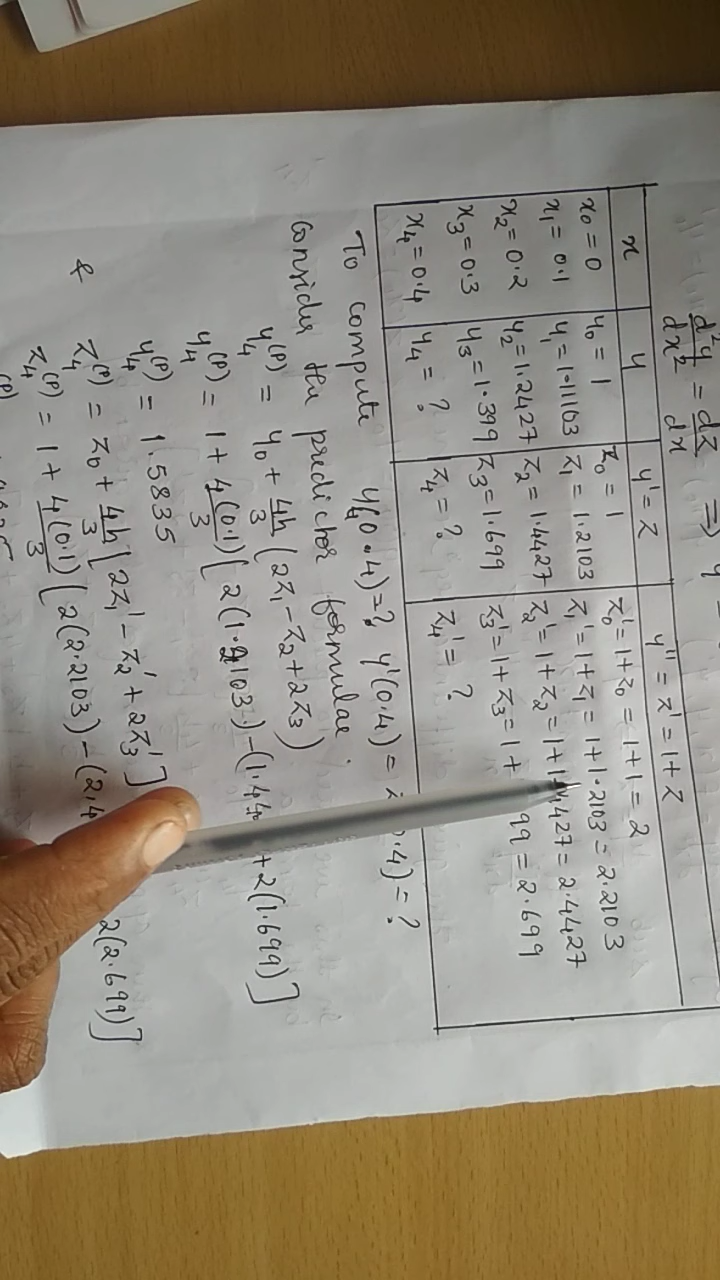 d²y/dx² = dz/dx ⇒ y
x y y' = z y'' = z' = 1+z
x₀ = 0 y₀ = 1 z₀ = 1 z₀' = 1+z₀ = 1+1 = 2
x₁ = 0.1 y₁ = 1.11103 z₁ = 1.2103 z₁' = 1+z₁ = 1+1.2103 = 2.2103
x₂ = 0.2 y₂ = 1.2427 z₂ = 1.4427 z₂' = 1+z₂ = 1+1.4427 = 2.4427
x₃ = 0.3 y₃ = 1.399 z₃ = 1.699 z₃' = 1+z₃ = 1+ 99 = 2.699
x₄ = 0.4 y₄ = ? z₄ = ? z₄' = ?
To compute y(0.4) = ? y'(0.4) = z 0.4) = ?
Consider the predictor formulae.
y₄⁽ᴾ⁾ = y₀ + 4h/3 (2z₁ - z₂ + 2z₃)
y₄⁽ᴾ⁾ = 1 + 4(0.1)/3 [2(1.2103) - (1.44 + 2(1.699)]
y₄⁽ᴾ⁾ = 1.5835
& z₄⁽ᴾ⁾ = z₀ + 4h/3 [2z₁' - z₂' + 2z₃']
z₄⁽ᴾ⁾ = 1 + 4(0.1)/3 [2(2.2103) - (2.4 2(2.699)]
(P)